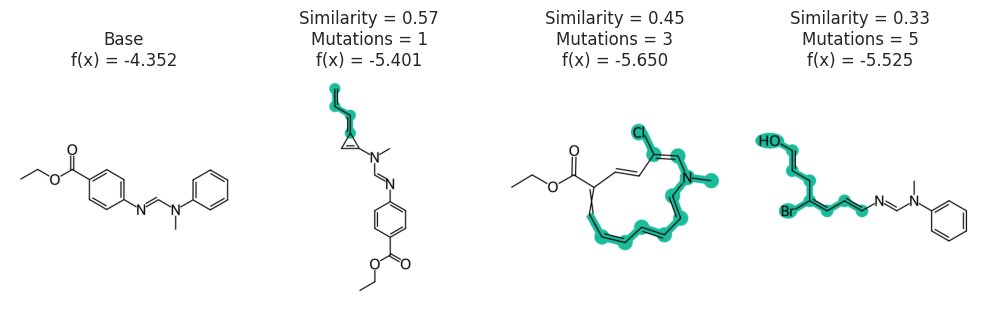 Base
f(x) = -4.352
Similarity = 0.57
Mutations = 1
f(x) = -5.401
Similarity = 0.45
Mutations = 3
f(x) = -5.650
Similarity = 0.33
Mutations = 5
f(x) = -5.525
O
O
N
N
N
N
O
O
Cl
O
O
N
HO
Br
N
N